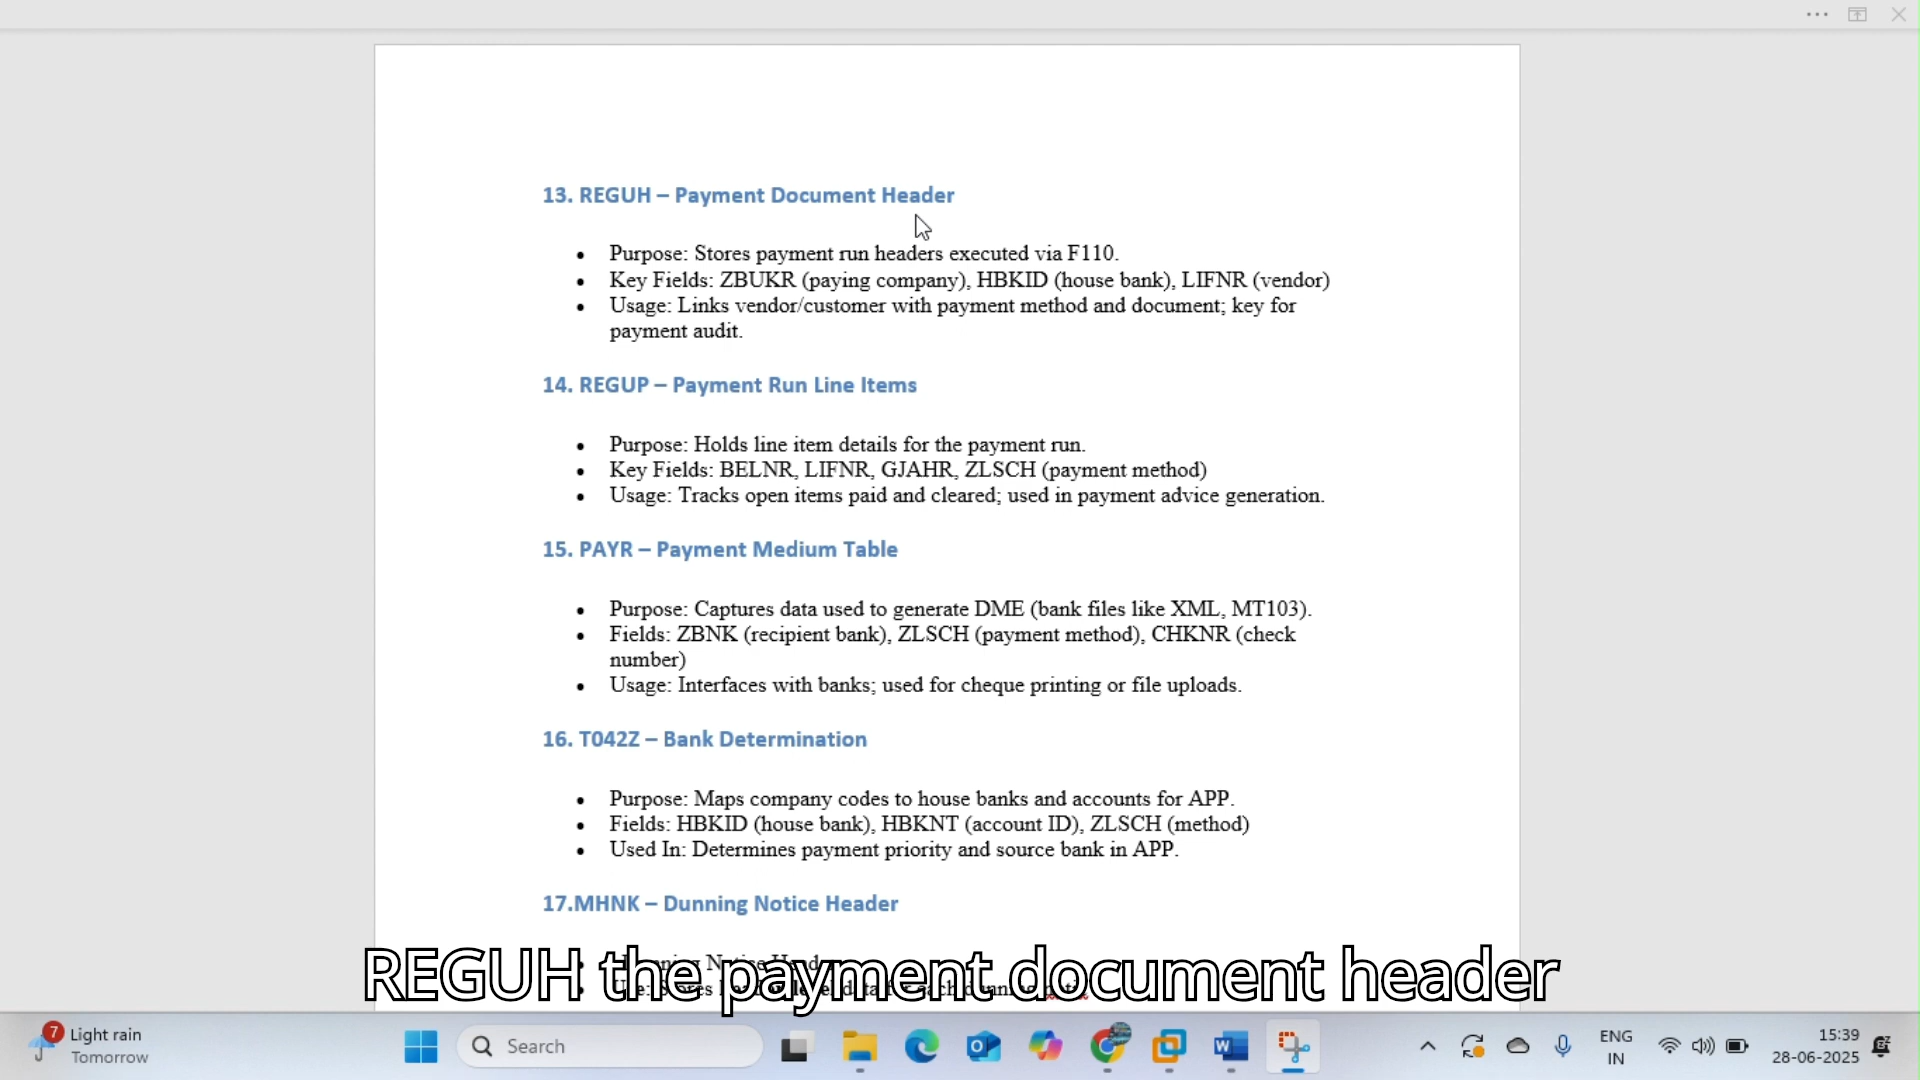 13. REGUH – Payment Document Header
• Purpose: Stores payment run headers executed via F110.
• Key Fields: ZBUKR (paying company), HBKID (house bank), LIFNR (vendor)
• Usage: Links vendor/customer with payment method and document; key for
payment audit.
14. REGUP – Payment Run Line Items
• Purpose: Holds line item details for the payment run.
• Key Fields: BELNR, LIFNR, GJAHR, ZLSCH (payment method)
• Usage: Tracks open items paid and cleared; used in payment advice generation.
15. PAYR – Payment Medium Table
• Purpose: Captures data used to generate DME (bank files like XML, MT103).
• Fields: ZBNK (recipient bank), ZLSCH (payment method), CHKNR (check
number)
• Usage: Interfaces with banks; used for cheque printing or file uploads.
16. T042Z – Bank Determination
• Purpose: Maps company codes to house banks and accounts for APP.
• Fields: HBKID (house bank), HBKNT (account ID), ZLSCH (method)
• Used In: Determines payment priority and source bank in APP.
17.MHNK – Dunning Notice Header
REGUH the payment document header
7
Light rain
Tomorrow
Search
ENG
IN
15:39
28-06-2025